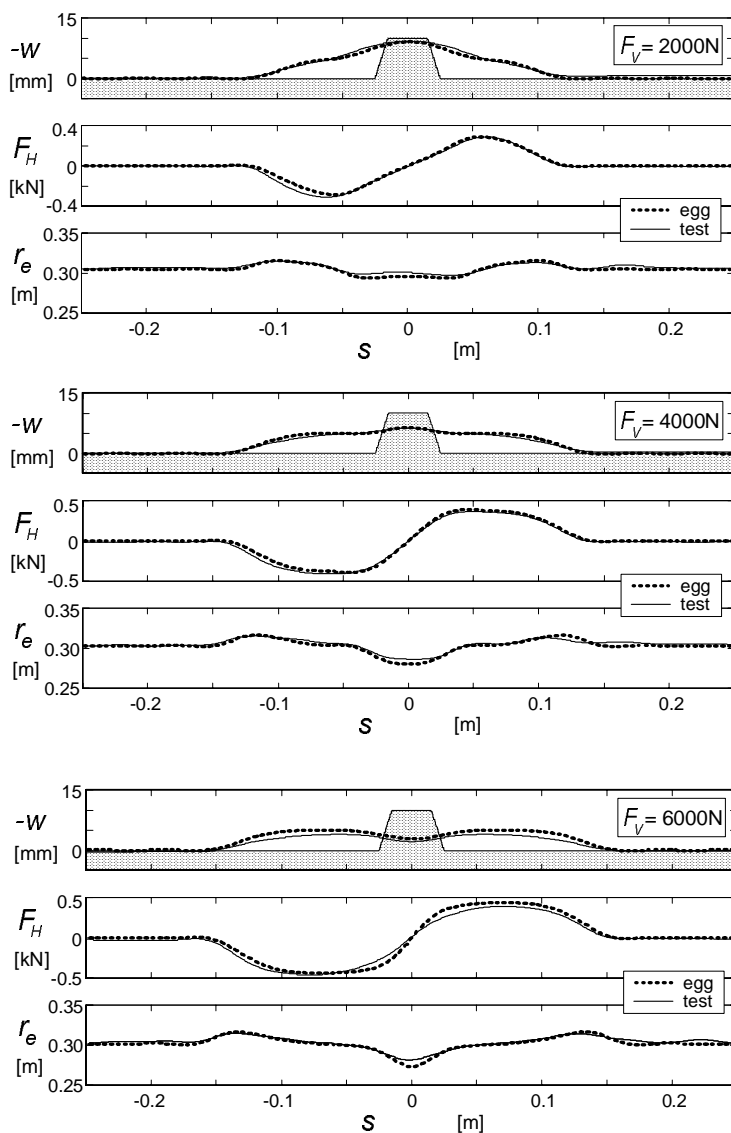 15
-w
F_V = 2000N
[mm]
0
0.4
F_H
0
[kN]
-0.4
egg
test
0.35
r_e
0.30
[m]
0.25
-0.2 -0.1 0 0.1 0.2
s [m]
15
-w
F_V = 4000N
[mm]
0
0.5
F_H
0
[kN]
-0.5
egg
test
0.35
r_e
0.30
[m]
0.25
-0.2 -0.1 0 0.1 0.2
s [m]
15
-w
F_V = 6000N
[mm]
0
0.5
F_H
0
[kN]
-0.5
egg
test
r_e
0.30
[m]
0.25
-0.2 -0.1 0 0.1 0.2
s [m]